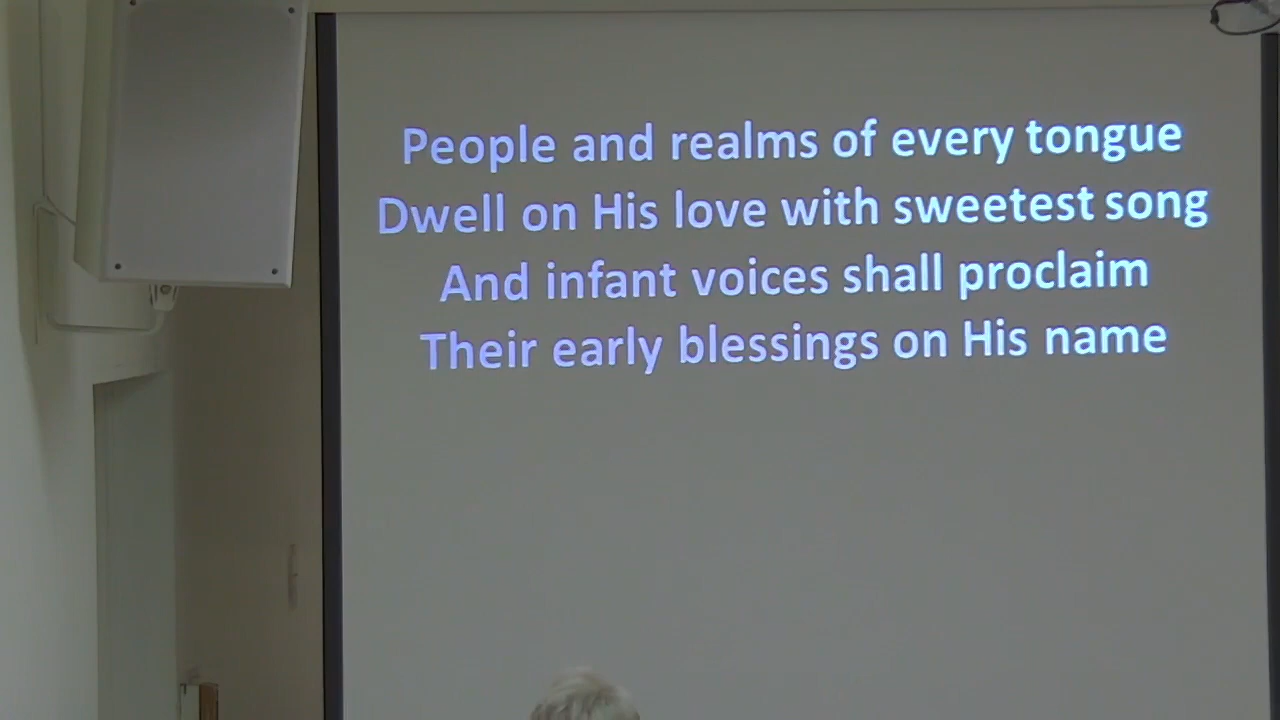 People and realms of every tongue
Dwell on His love with sweetest song
And infant voices shall proclaim
Their early blessings on His name